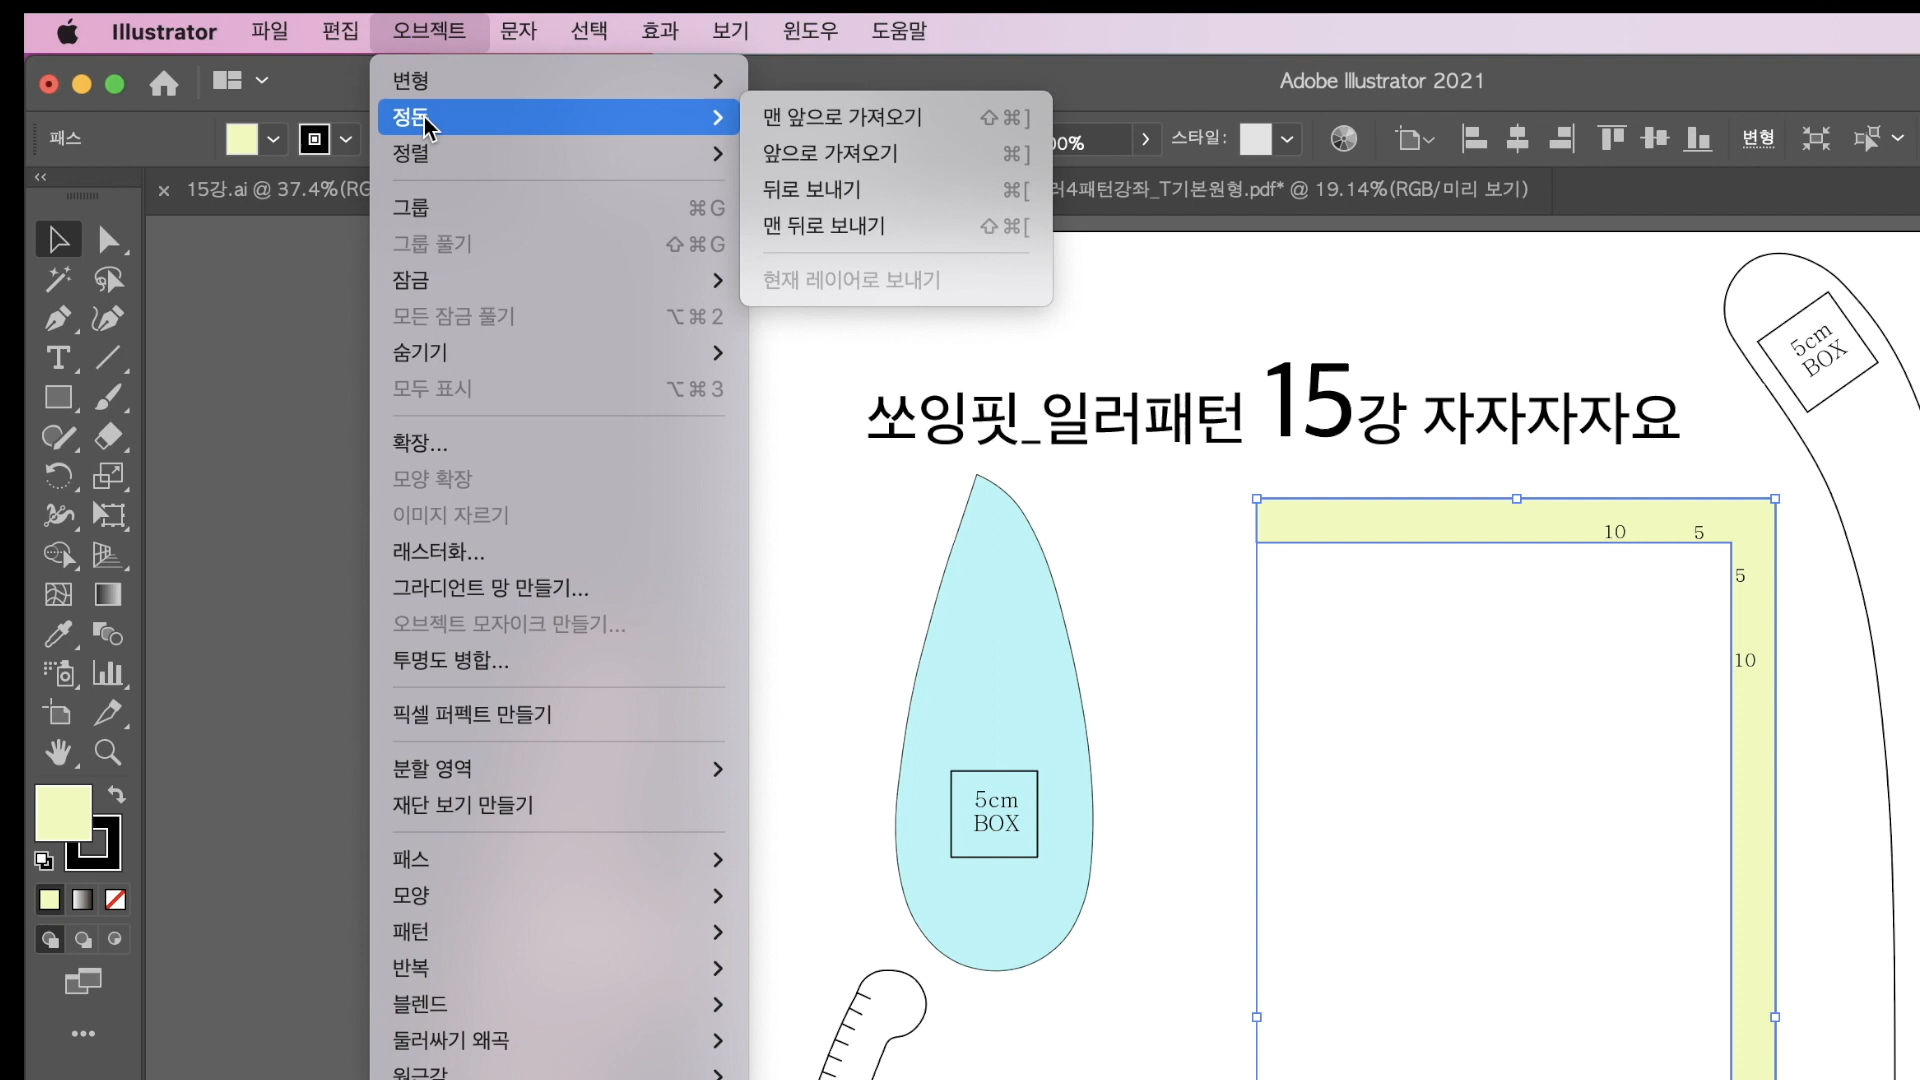 Illustrator 파일 편집 오브젝트 문자 선택 효과 보기 윈도우 도움말
Adobe Illustrator 2021
패스
00%
스타일:
변형
15강.ai @ 37.4%(RG
러4패턴강좌_T기본원형.pdf* @ 19.14%(RGB/미리 보기)
변형
정돈
정렬
그룹 ⌘G
그룹 풀기 ⇧⌘G
잠금
모든 잠금 풀기 ⌥⌘2
숨기기
모두 표시 ⌥⌘3
확장...
모양 확장
이미지 자르기
래스터화...
그라디언트 망 만들기...
오브젝트 모자이크 만들기...
투명도 병합...
픽셀 퍼펙트 만들기
분할 영역
재단 보기 만들기
패스
모양
패턴
반복
블렌드
둘러싸기 왜곡
원근감
맨 앞으로 가져오기 ⇧⌘]
앞으로 가져오기 ⌘]
뒤로 보내기 ⌘[
맨 뒤로 보내기 ⇧⌘[
현재 레이어로 보내기
쏘잉핏_일러패턴 15강 자자자자요
5cm
BOX
10 5
5
10
5cm
BOX